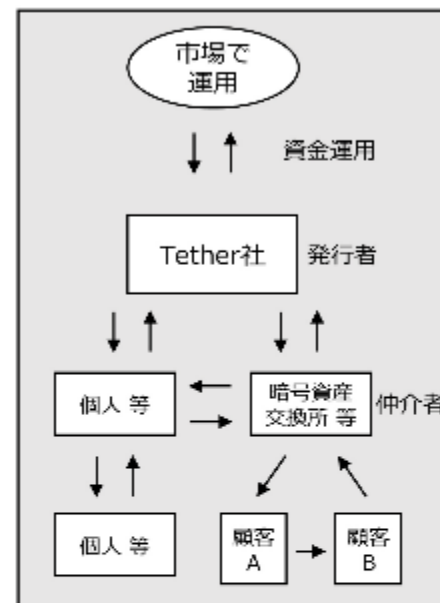 市場で
運用
資金運用
Tether社
発行者
個人 等
暗号資産
交換所 等
仲介者
個人 等
顧客
A
顧客
B